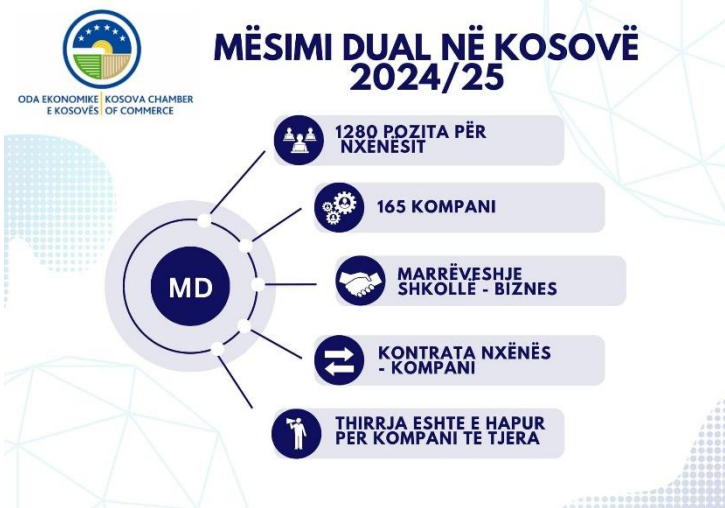 MËSIMI DUAL NË KOSOVË
2024/25
ODA EKONOMIKE KOSOVA CHAMBER
E KOSOVËS OF COMMERCE
1280 POZITA PËR
NXËNËSIT
165 KOMPANI
MD
MARRËVESHJE
SHKOLLË - BIZNES
KONTRATA NXËNËS
- KOMPANI
THIRRJA ESHTE E HAPUR
PER KOMPANI TE TJERA